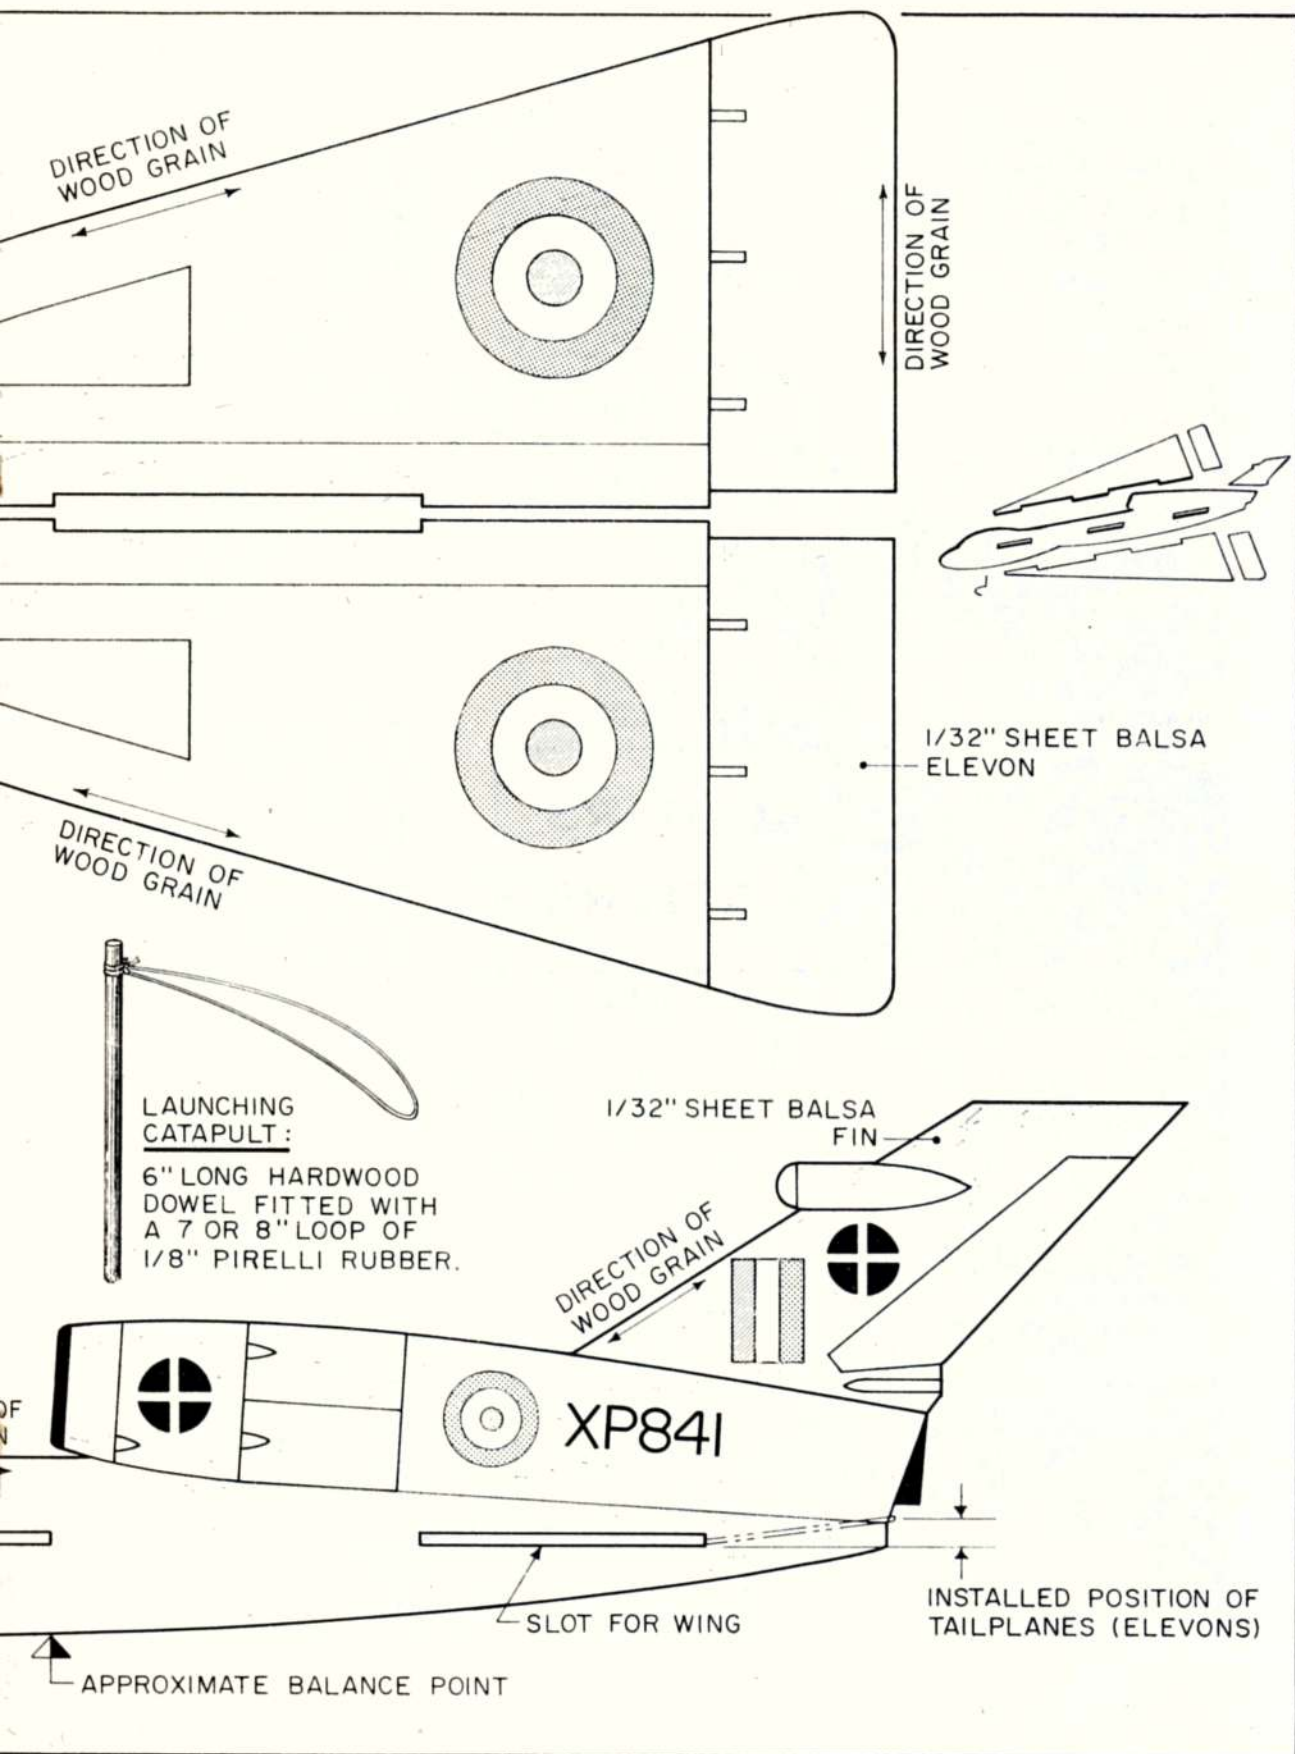 DIRECTION OF
WOOD GRAIN
DIRECTION OF
WOOD GRAIN
1/32" SHEET BALSA
ELEVON
DIRECTION OF
WOOD GRAIN
LAUNCHING
CATAPULT:
6" LONG HARDWOOD
DOWEL FITTED WITH
A 7 OR 8" LOOP OF
1/8" PIRELLI RUBBER.
1/32" SHEET BALSA
FIN
DIRECTION OF
WOOD GRAIN
XP841
INSTALLED POSITION OF
TAILPLANES (ELEVONS)
SLOT FOR WING
APPROXIMATE BALANCE POINT